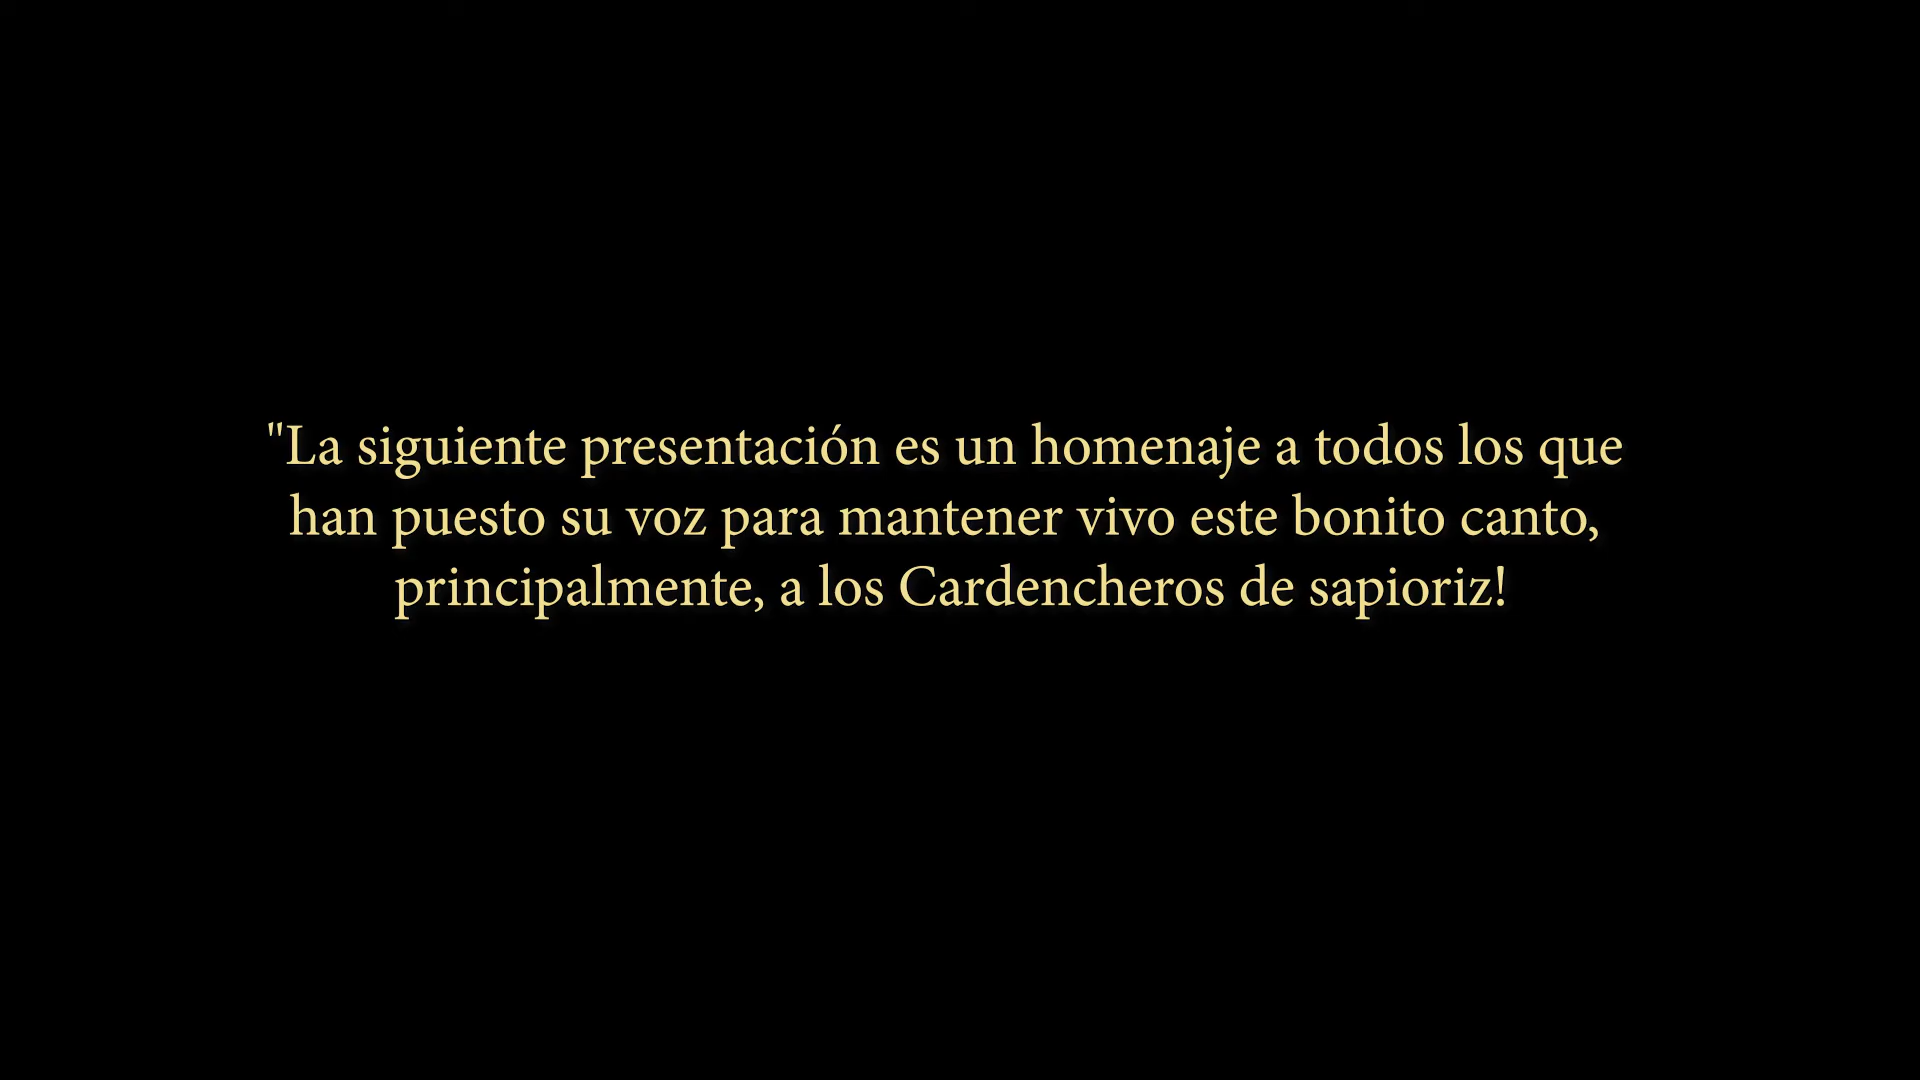 "La siguiente presentación es un homenaje a todos los que
han puesto su voz para mantener vivo este bonito canto,
principalmente, a los Cardencheros de sapioriz!